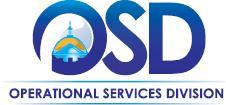 OSD
OPERATIONAL SERVICES DIVISION